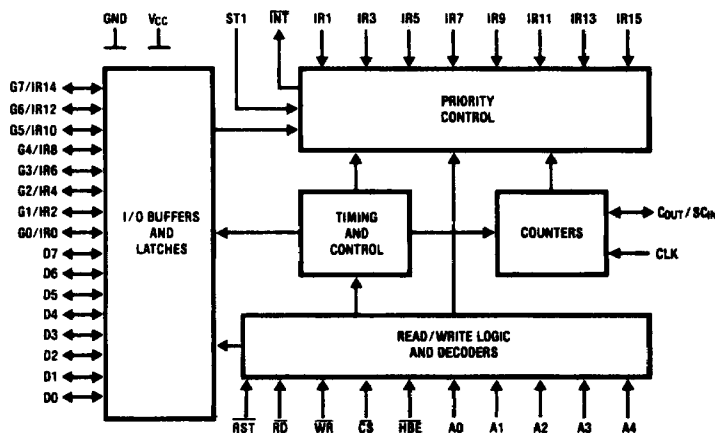 GND VCC ST1 INT IR1 IR3 IR5 IR7 IR9 IR11 IR13 IR15
G7/IR14
G6/IR12
G5/IR10
G4/IR8
G3/IR6
G2/IR4
G1/IR2
G0/IR0
D7
D6
D5
D4
D3
D2
D1
D0
I/O BUFFERS
AND
LATCHES
PRIORITY
CONTROL
TIMING
AND
CONTROL
COUNTERS
COUT/SCIN
CLK
READ/WRITE LOGIC
AND DECODERS
RST RD WR CS HBE A0 A1 A2 A3 A4